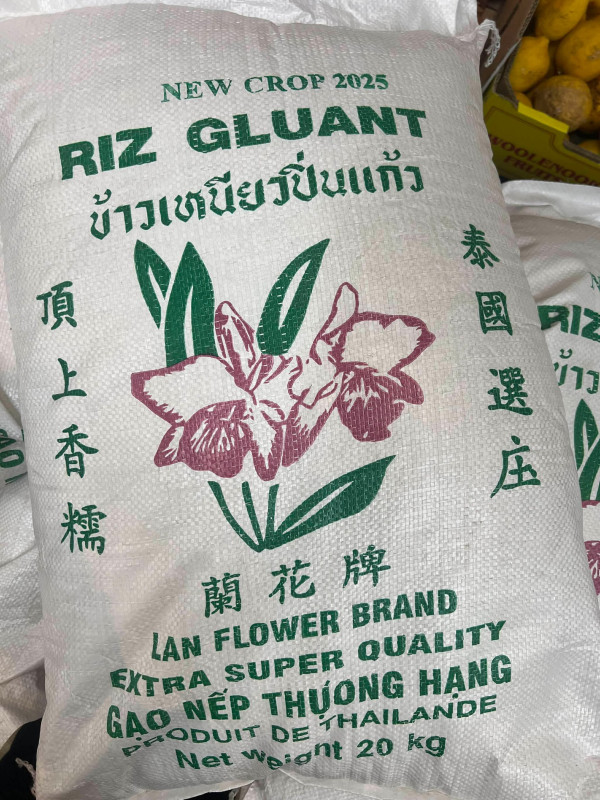 NEW CROP 2025
RIZ GLUANT
ข้าวเหนียวปิ่นแก้ว
頂上香糯
泰國選庄
蘭花牌
LAN FLOWER BRAND
EXTRA SUPER QUALITY
GẠO NẾP THƯỢNG HẠNG
PRODUIT DE THAILANDE
Net weight 20 kg